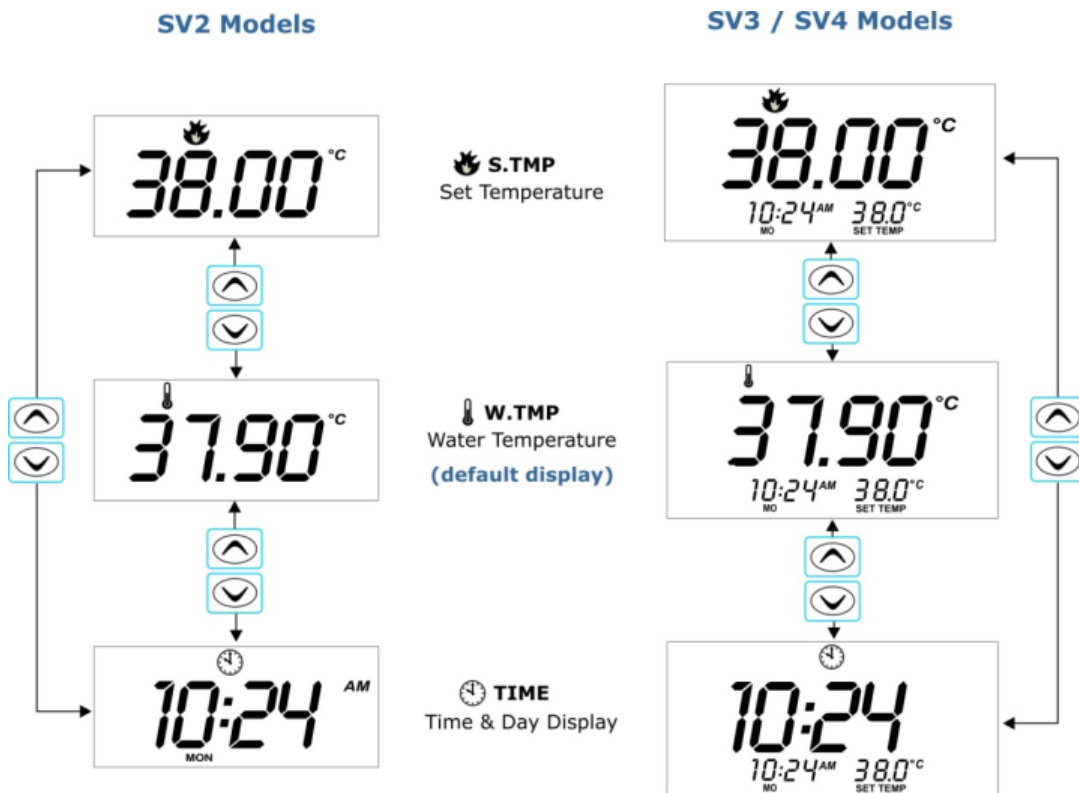 SV2 Models
SV3 / SV4 Models
38.00 °C
S.TMP
Set Temperature
38.00 °C
10:24 AM 38.0°C
MO SET TEMP
37.90 °C
W.TMP
Water Temperature
(default display)
37.90 °C
10:24 AM 38.0°C
MO SET TEMP
10:24 AM
MON
TIME
Time & Day Display
10:24
10:24 AM 38.0°C
MO SET TEMP